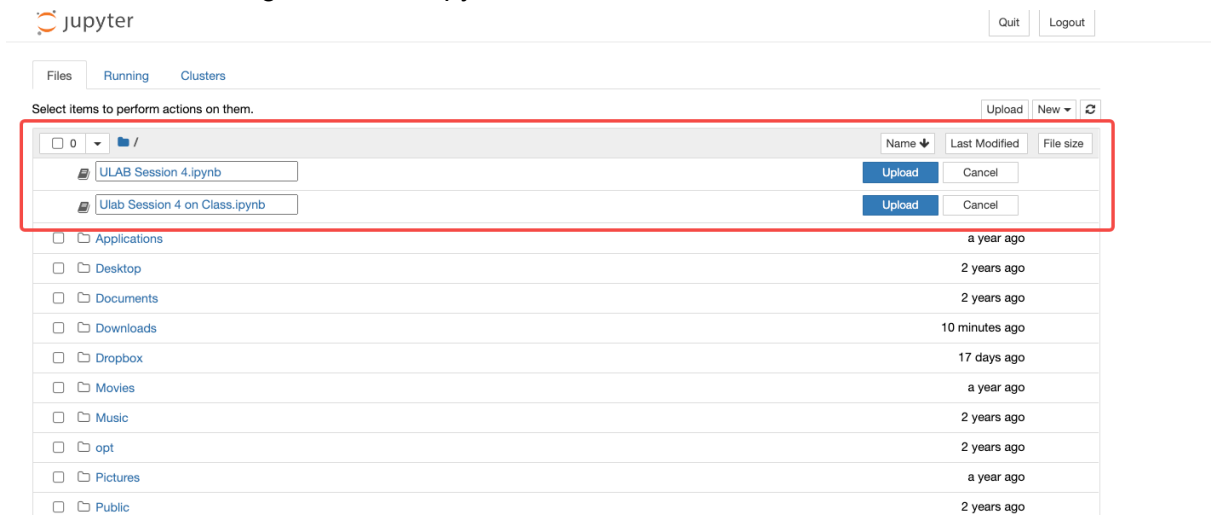 jupyter Quit Logout
Files Running Clusters
Select items to perform actions on them. Upload New
0 / Name Last Modified File size
ULAB Session 4.ipynb Upload Cancel
Ulab Session 4 on Class.ipynb Upload Cancel
Applications a year ago
Desktop 2 years ago
Documents 2 years ago
Downloads 10 minutes ago
Dropbox 17 days ago
Movies a year ago
Music 2 years ago
opt 2 years ago
Pictures a year ago
Public 2 years ago